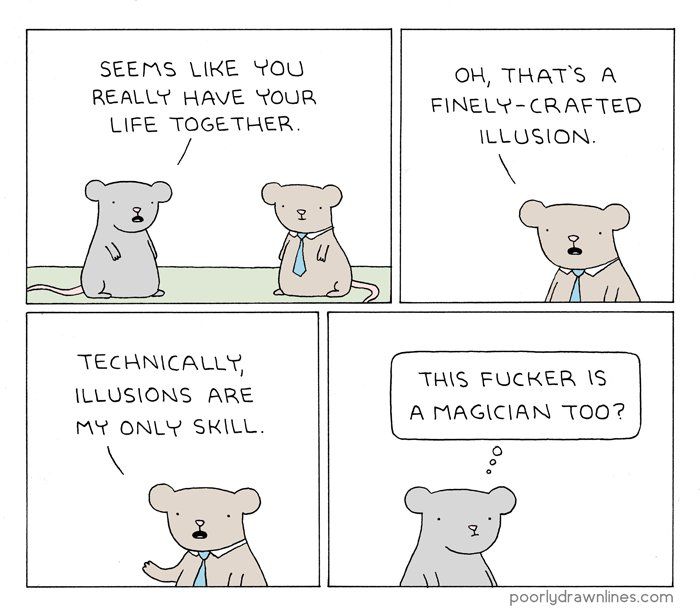 SEEMS LIKE YOU
REALLY HAVE YOUR
LIFE TOGETHER.
OH, THAT'S A
FINELY-CRAFTED
ILLUSION.
TECHNICALLY,
ILLUSIONS ARE
MY ONLY SKILL.
THIS FUCKER IS
A MAGICIAN TOO?
poorlydrawnlines.com